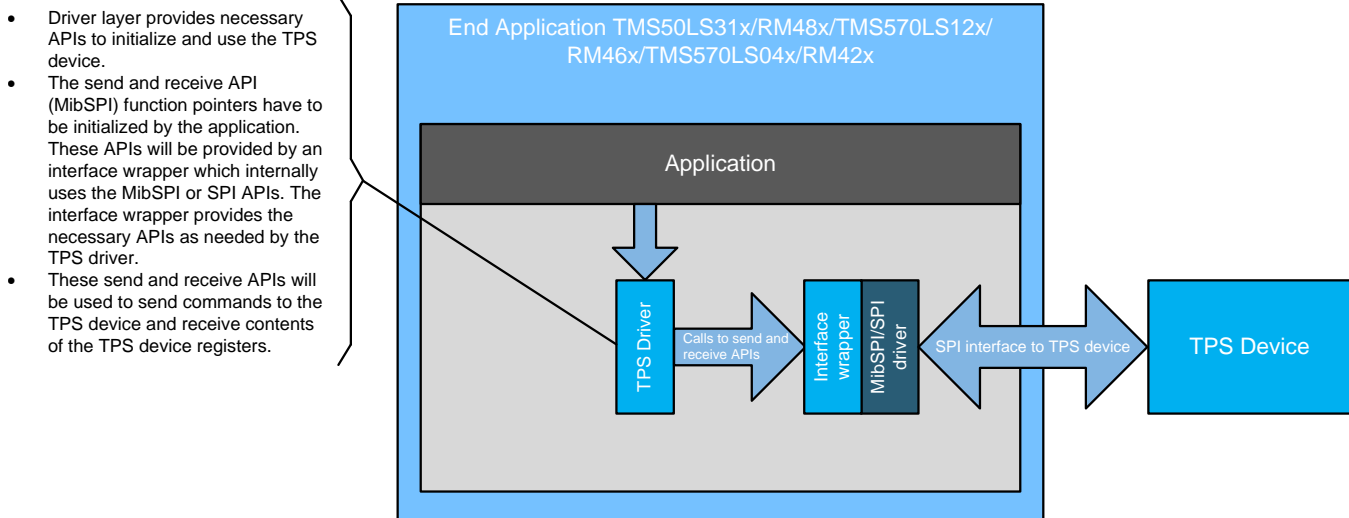 • Driver layer provides necessary
APIs to initialize and use the TPS
device.
• The send and receive API
(MibSPI) function pointers have to
be initialized by the application.
These APIs will be provided by an
interface wrapper which internally
uses the MibSPI or SPI APIs. The
interface wrapper provides the
necessary APIs as needed by the
TPS driver.
• These send and receive APIs will
be used to send commands to the
TPS device and receive contents
of the TPS device registers.
End Application TMS50LS31x/RM48x/TMS570LS12x/
RM46x/TMS570LS04x/RM42x
Application
TPS Driver
Calls to send and
receive APIs
Interface
wrapper
MibSPI/SPI
driver
SPI interface to TPS device
TPS Device